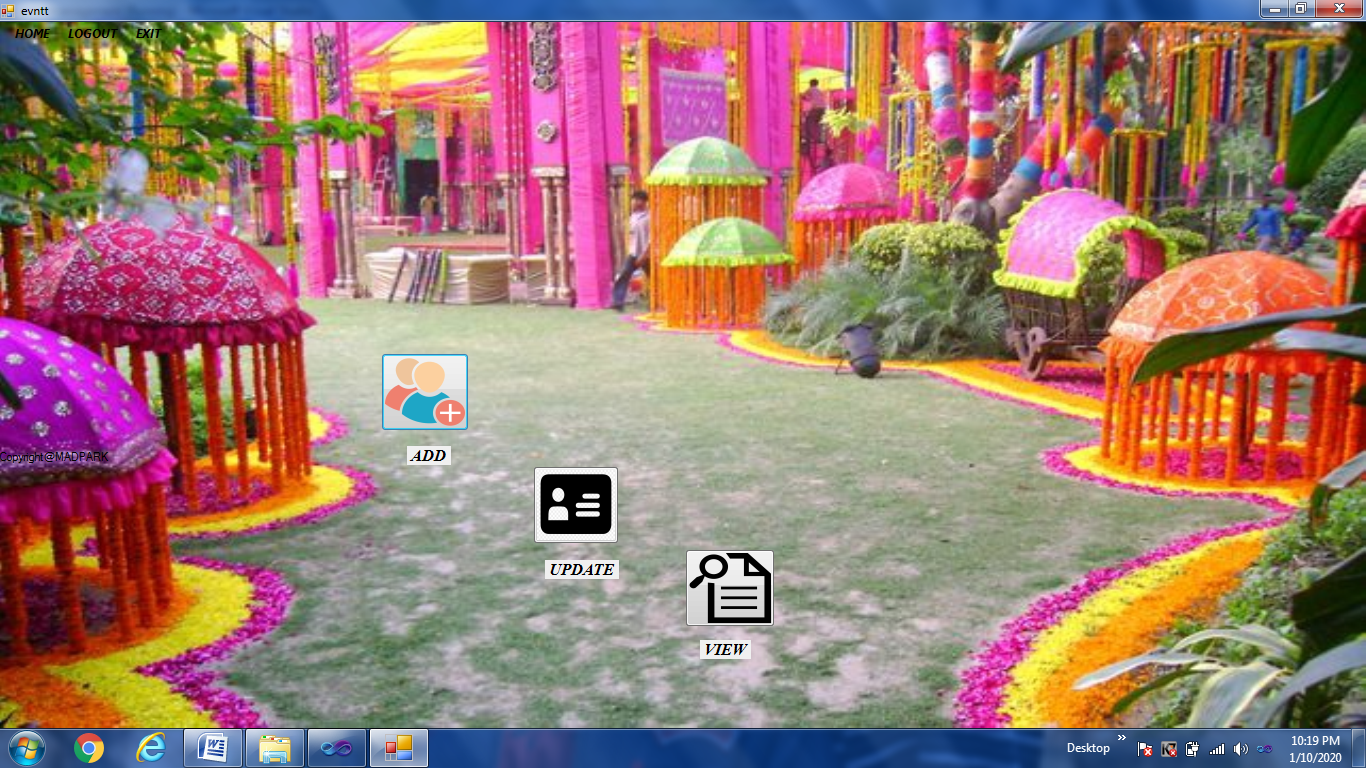 evntt
HOME LOGOUT EXIT
ADD
Copyright@MADPARK
UPDATE
VIEW
Desktop
10:19 PM
1/10/2020